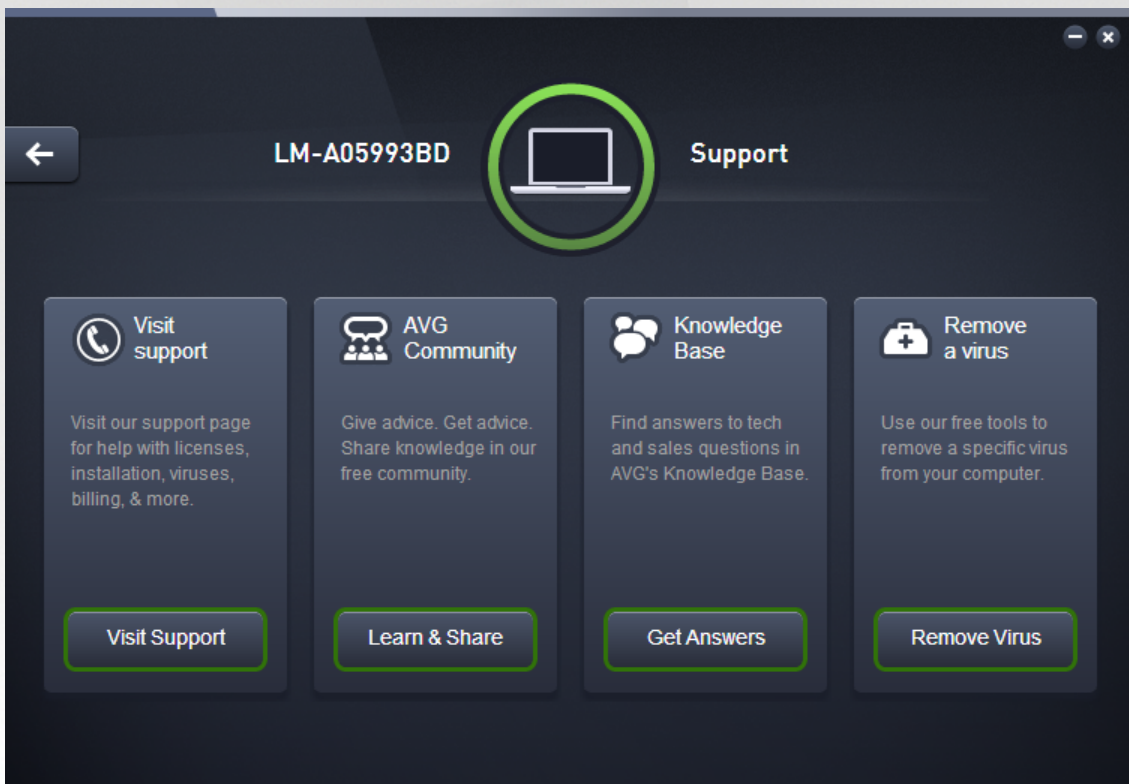 LM-A05993BD
Support
Visit
support
Visit our support page
for help with licenses,
installation, viruses,
billing, & more.
Visit Support
AVG
Community
Give advice. Get advice.
Share knowledge in our
free community.
Learn & Share
Knowledge
Base
Find answers to tech
and sales questions in
AVG's Knowledge Base.
Get Answers
Remove
a virus
Use our free tools to
remove a specific virus
from your computer.
Remove Virus